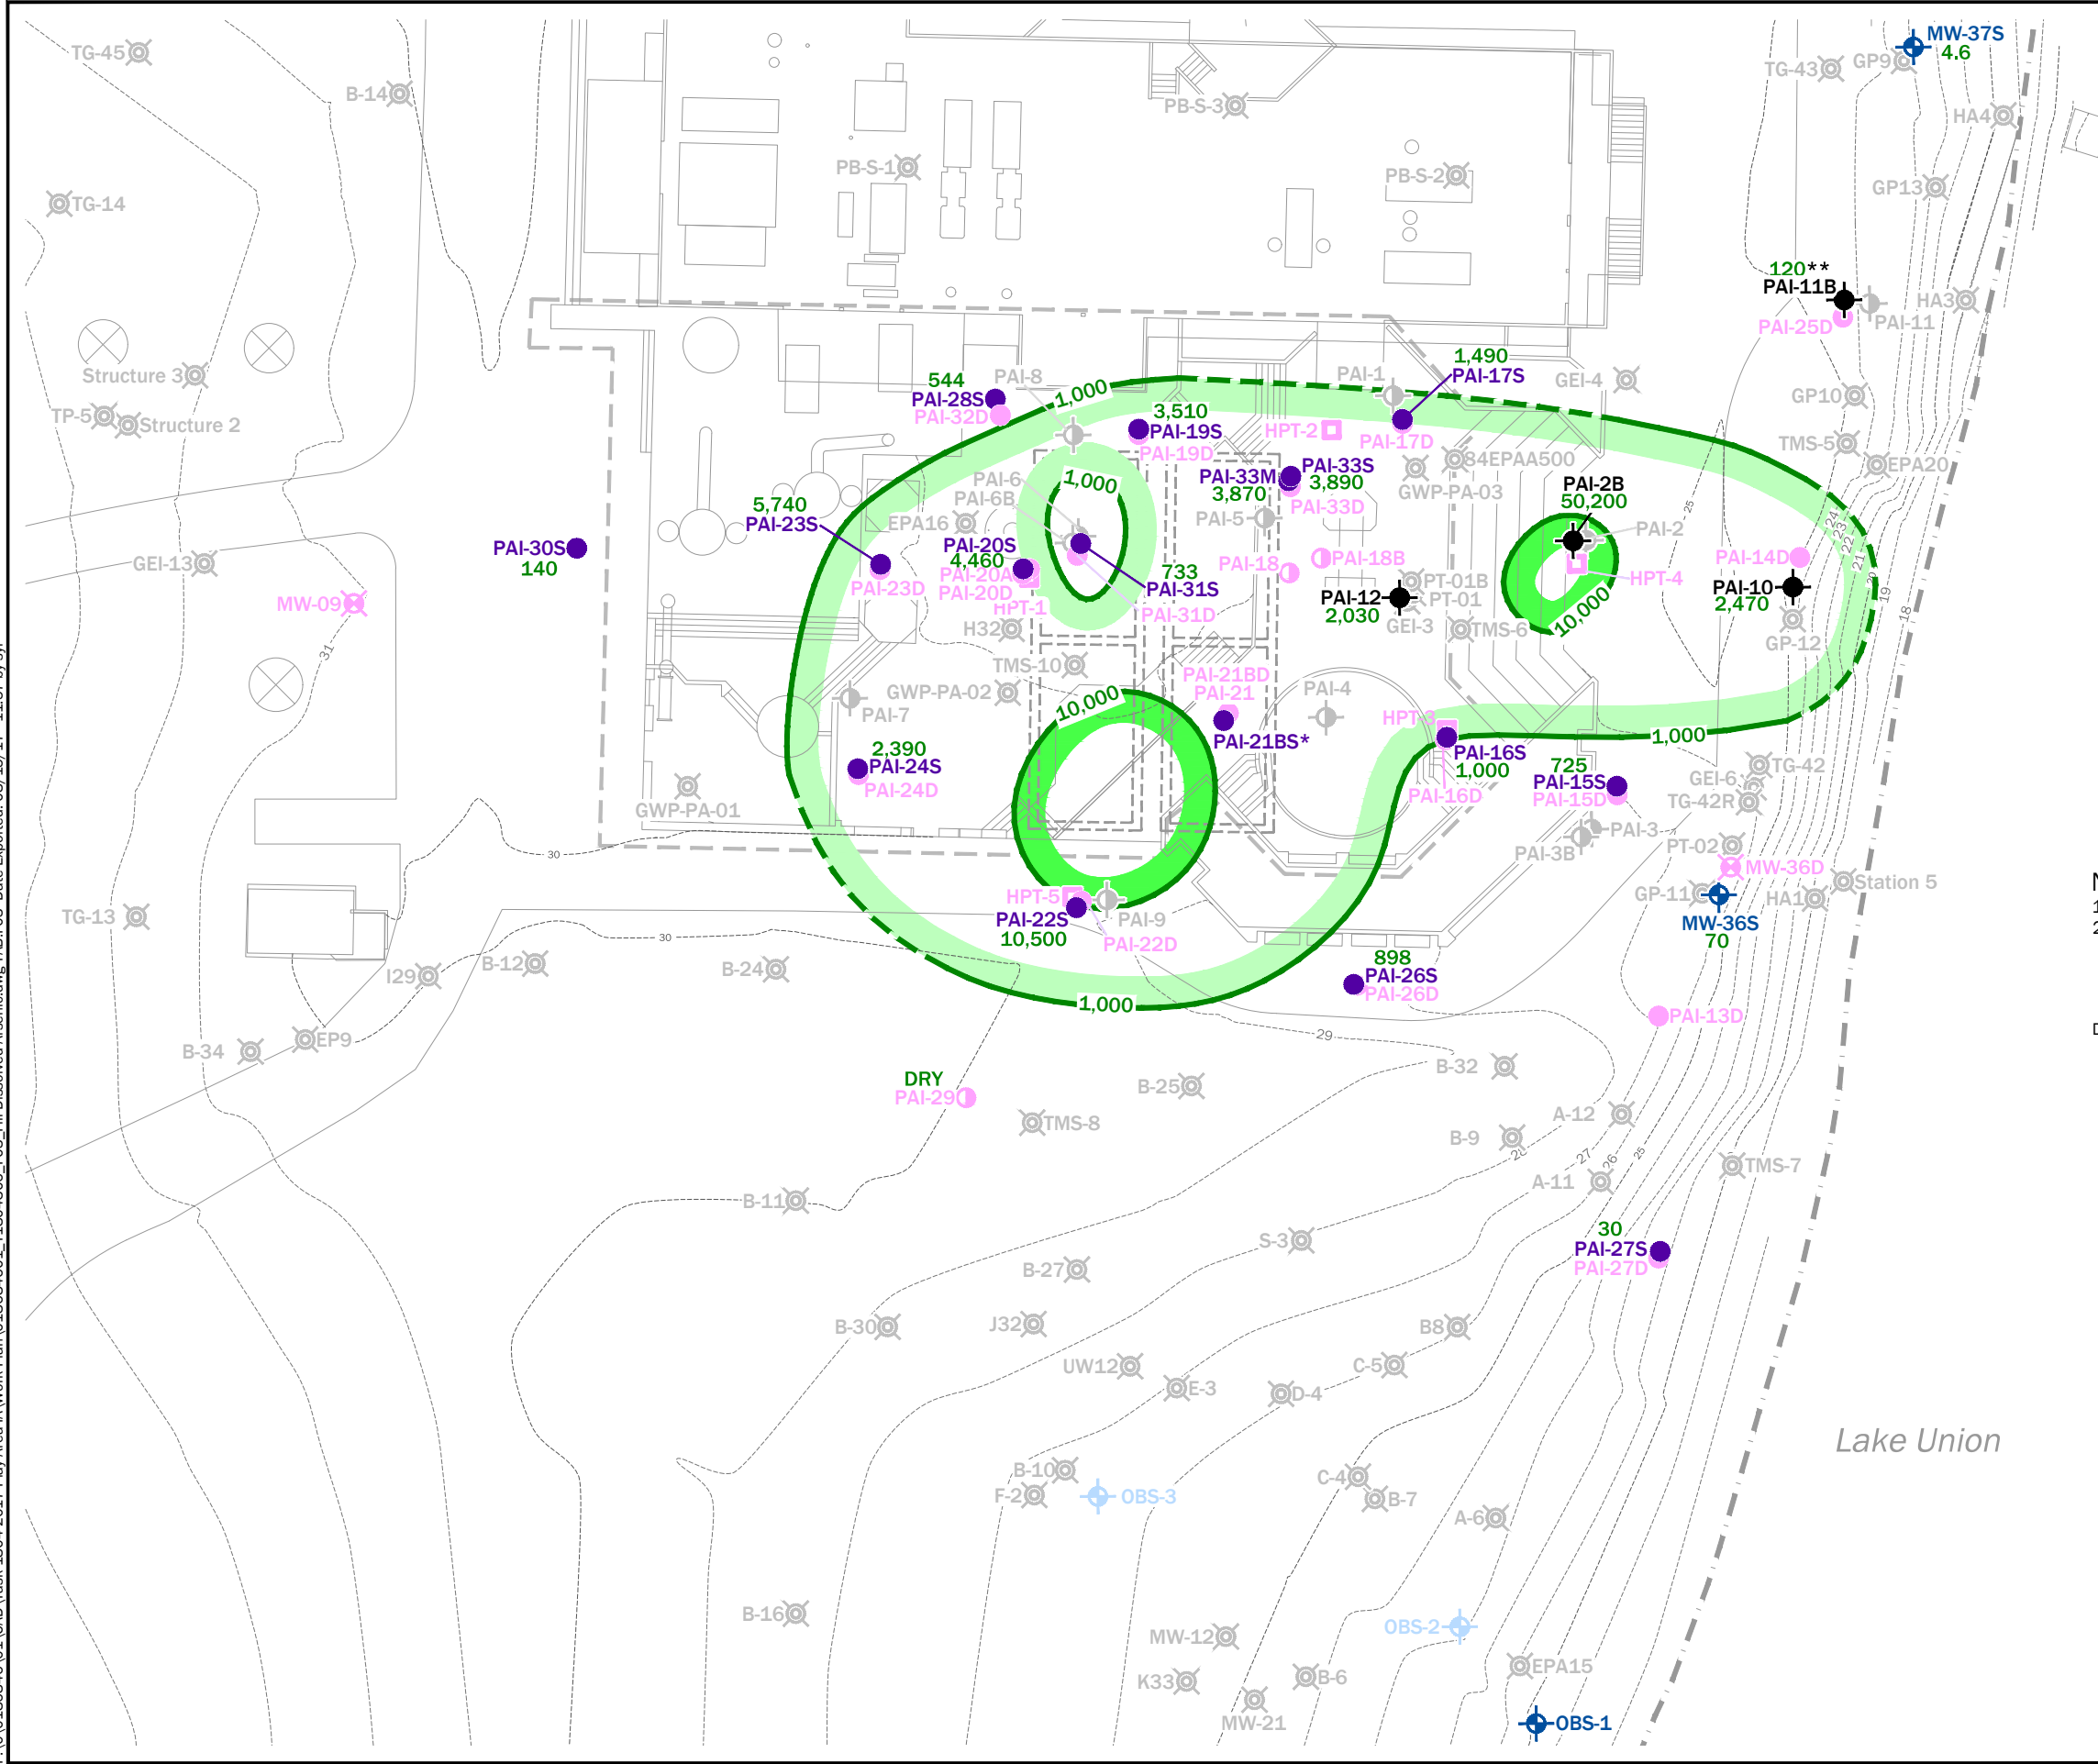 MW-37S
4.6
TG-45
TG-43
GP9
B-14
PB-S-3
HA4
PB-S-1
PB-S-2
GP13
TG-14
120**
PAI-11B
PAI-25D
PAI-11
HA3
1,490
PAI-17S
PAI-1
GEI-4
Structure 3
544
PAI-8
PAI-28S
PAI-32D
1,000
GP10
TP-5
Structure 2
3,510
PAI-19S
PAI-19D
HPT-2
PAI-17D
TMS-5
84EPAA500
EPA20
PAI-33M
PAI-33S
3,870
3,890
PAI-33D
GWP-PA-03
PAI-2B
50,200
PAI-6
PAI-6B
1,000
5,740
PAI-23S
EPA16
PAI-5
PAI-2
25
24
23
22
21
20
19
18
PAI-30S
140
GEI-13
PAI-20S
4,460
PAI-20A
PAI-20D
HPT-1
PAI-23D
733
PAI-31S
PAI-31D
PAI-18
PAI-18B
PT-01B
PT-01
PAI-12
2,030
GEI-3
HPT-4
10,000
PAI-14D
PAI-10
2,470
GP-12
MW-09
H32
TMS-6
31
TMS-10
GWP-PA-02
PAI-21BD
PAI-21
PAI-4
PAI-7
10,000
HPT-3
PAI-21BS*
PAI-16S
1,000
PAI-16D
1,000
2,390
PAI-24S
PAI-24D
725
PAI-15S
PAI-15D
GEI-6
TG-42
TG-42R
GWP-PA-01
PAI-3
PAI-3B
PT-02
30
MW-36D
GP-11
MW-36S
70
HA1
Station 5
HPT-5
PAI-22S
10,500
PAI-9
PAI-22D
TG-13
30
B-12
I29
B-24
898
PAI-26S
PAI-26D
1,000
PAI-13D
29
B-34
EP9
DRY
PAI-29
B-25
B-32
TMS-8
A-12
B-9
27
26
25
A-11
TMS-7
B-11
S-3
30
PAI-27S
PAI-27D
B-27
B-30
J32
B8
UW12
C-5
E-3
D-4
Lake Union
B-10
F-2
OBS-3
C-4
B-7
A-6
B-16
MW-12
OBS-2
K33
B-6
EPA15
MW-21
OBS-1